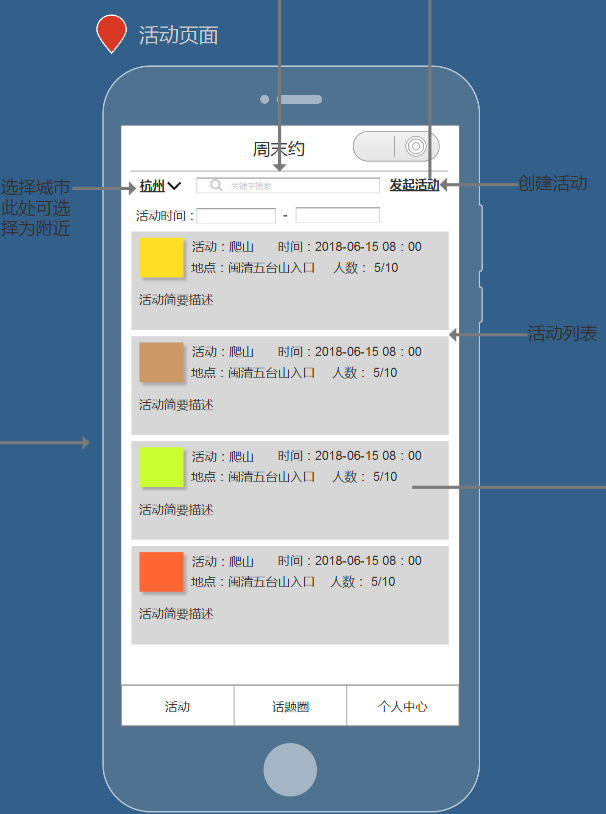 活动页面
周末约
选择城市
此处可选
择为附近
杭州
关键字搜索
发起活动
创建活动
活动时间：
-
活动：爬山 时间：2018-06-15 08：00
地点：闽清五台山入口 人数： 5/10
活动简要描述
活动列表
活动：爬山 时间：2018-06-15 08：00
地点：闽清五台山入口 人数： 5/10
活动简要描述
活动：爬山 时间：2018-06-15 08：00
地点：闽清五台山入口 人数： 5/10
活动简要描述
活动：爬山 时间：2018-06-15 08：00
地点：闽清五台山入口 人数： 5/10
活动简要描述
活动 话题圈 个人中心